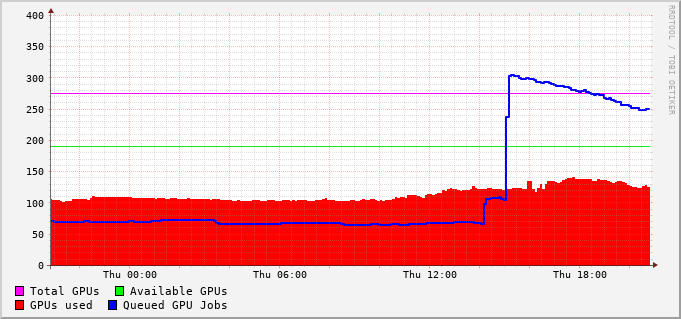 400
350
300
250
200
150
100
50
0
Thu 00:00 Thu 06:00 Thu 12:00 Thu 18:00
Total GPUs Available GPUs
GPUs used Queued GPU Jobs
RRDTOOL / TOBI OETIKER